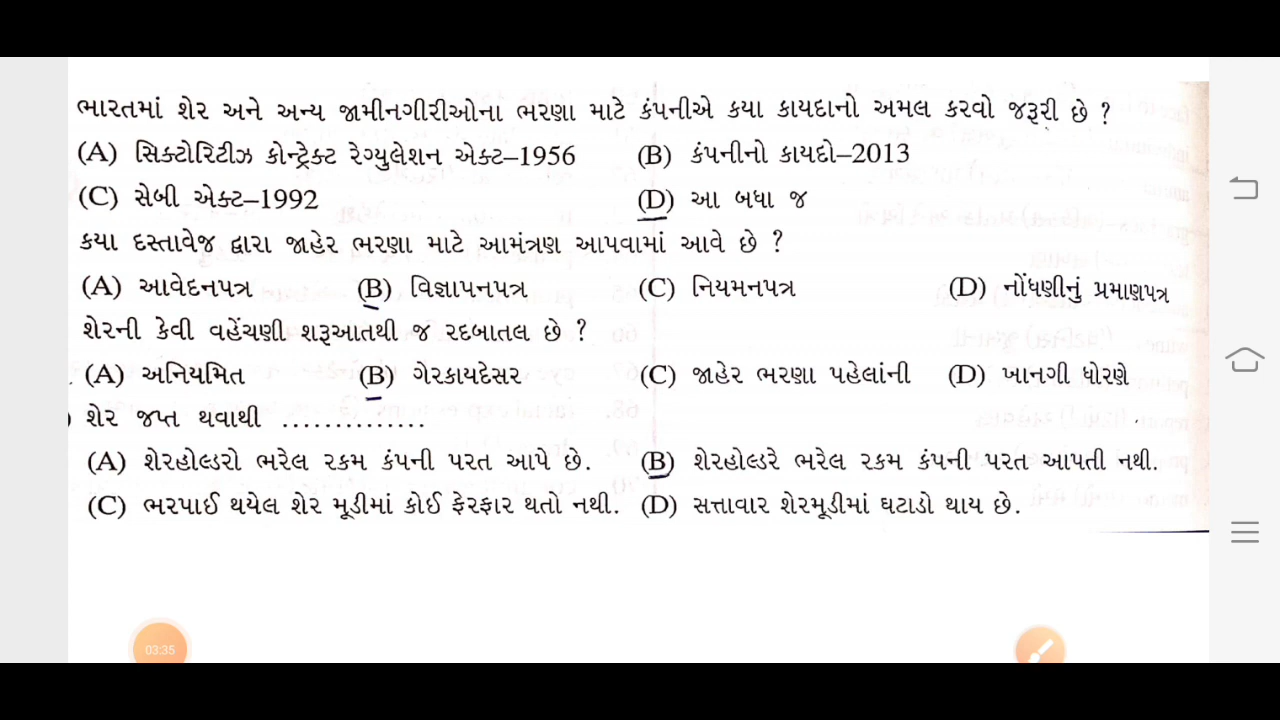 ભારતમાં શેર અને અન્ય જામીનગીરીઓના ભરણા માટે કંપનીએ કયા કાયદાનો અમલ કરવો જરૂરી છે ?
(A) સિક્ટોરિટીઝ કોન્ટ્રેક્ટ રેગ્યુલેશન એક્ટ–1956 (B) કંપનીનો કાયદો–2013
(C) સેબી એક્ટ–1992 (D) આ બધા જ
કયા દસ્તાવેજ દ્વારા જાહેર ભરણા માટે આમંત્રણ આપવામાં આવે છે ?
(A) આવેદનપત્ર (B) વિજ્ઞાપનપત્ર (C) નિયમનપત્ર (D) નોંધણીનું પ્રમાણપત્ર
શેરની કેવી વહેંચણી શરૂઆતથી જ રદબાતલ છે ?
(A) અનિયમિત (B) ગેરકાયદેસર (C) જાહેર ભરણા પહેલાંની (D) ખાનગી ધોરણે
) શેર જપ્ત થવાથી ..............
(A) શેરહોલ્ડરો ભરેલ રકમ કંપની પરત આપે છે. (B) શેરહોલ્ડરે ભરેલ રકમ કંપની પરત આપતી નથી.
(C) ભરપાઈ થયેલ શેર મૂડીમાં કોઈ ફેરફાર થતો નથી. (D) સત્તાવાર શેરમૂડીમાં ઘટાડો થાય છે.
03:35